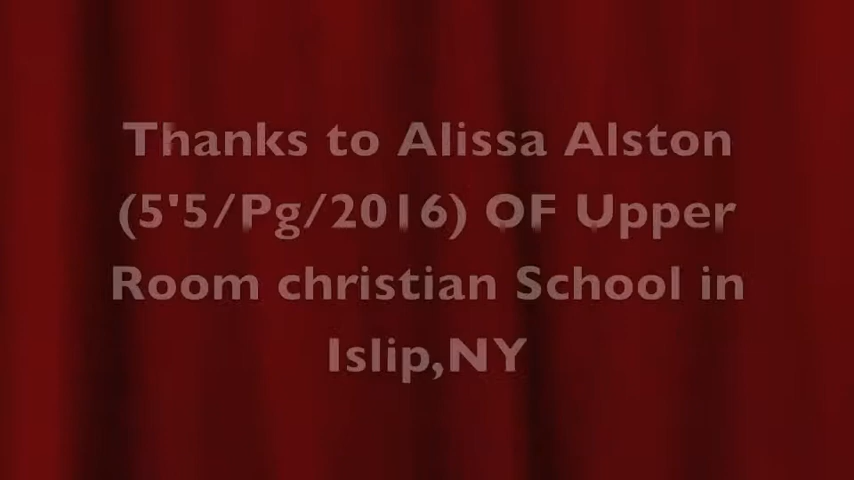 Thanks to Alissa Alston
(5'5/Pg/2016) OF Upper
Room christian School in
Islip,NY